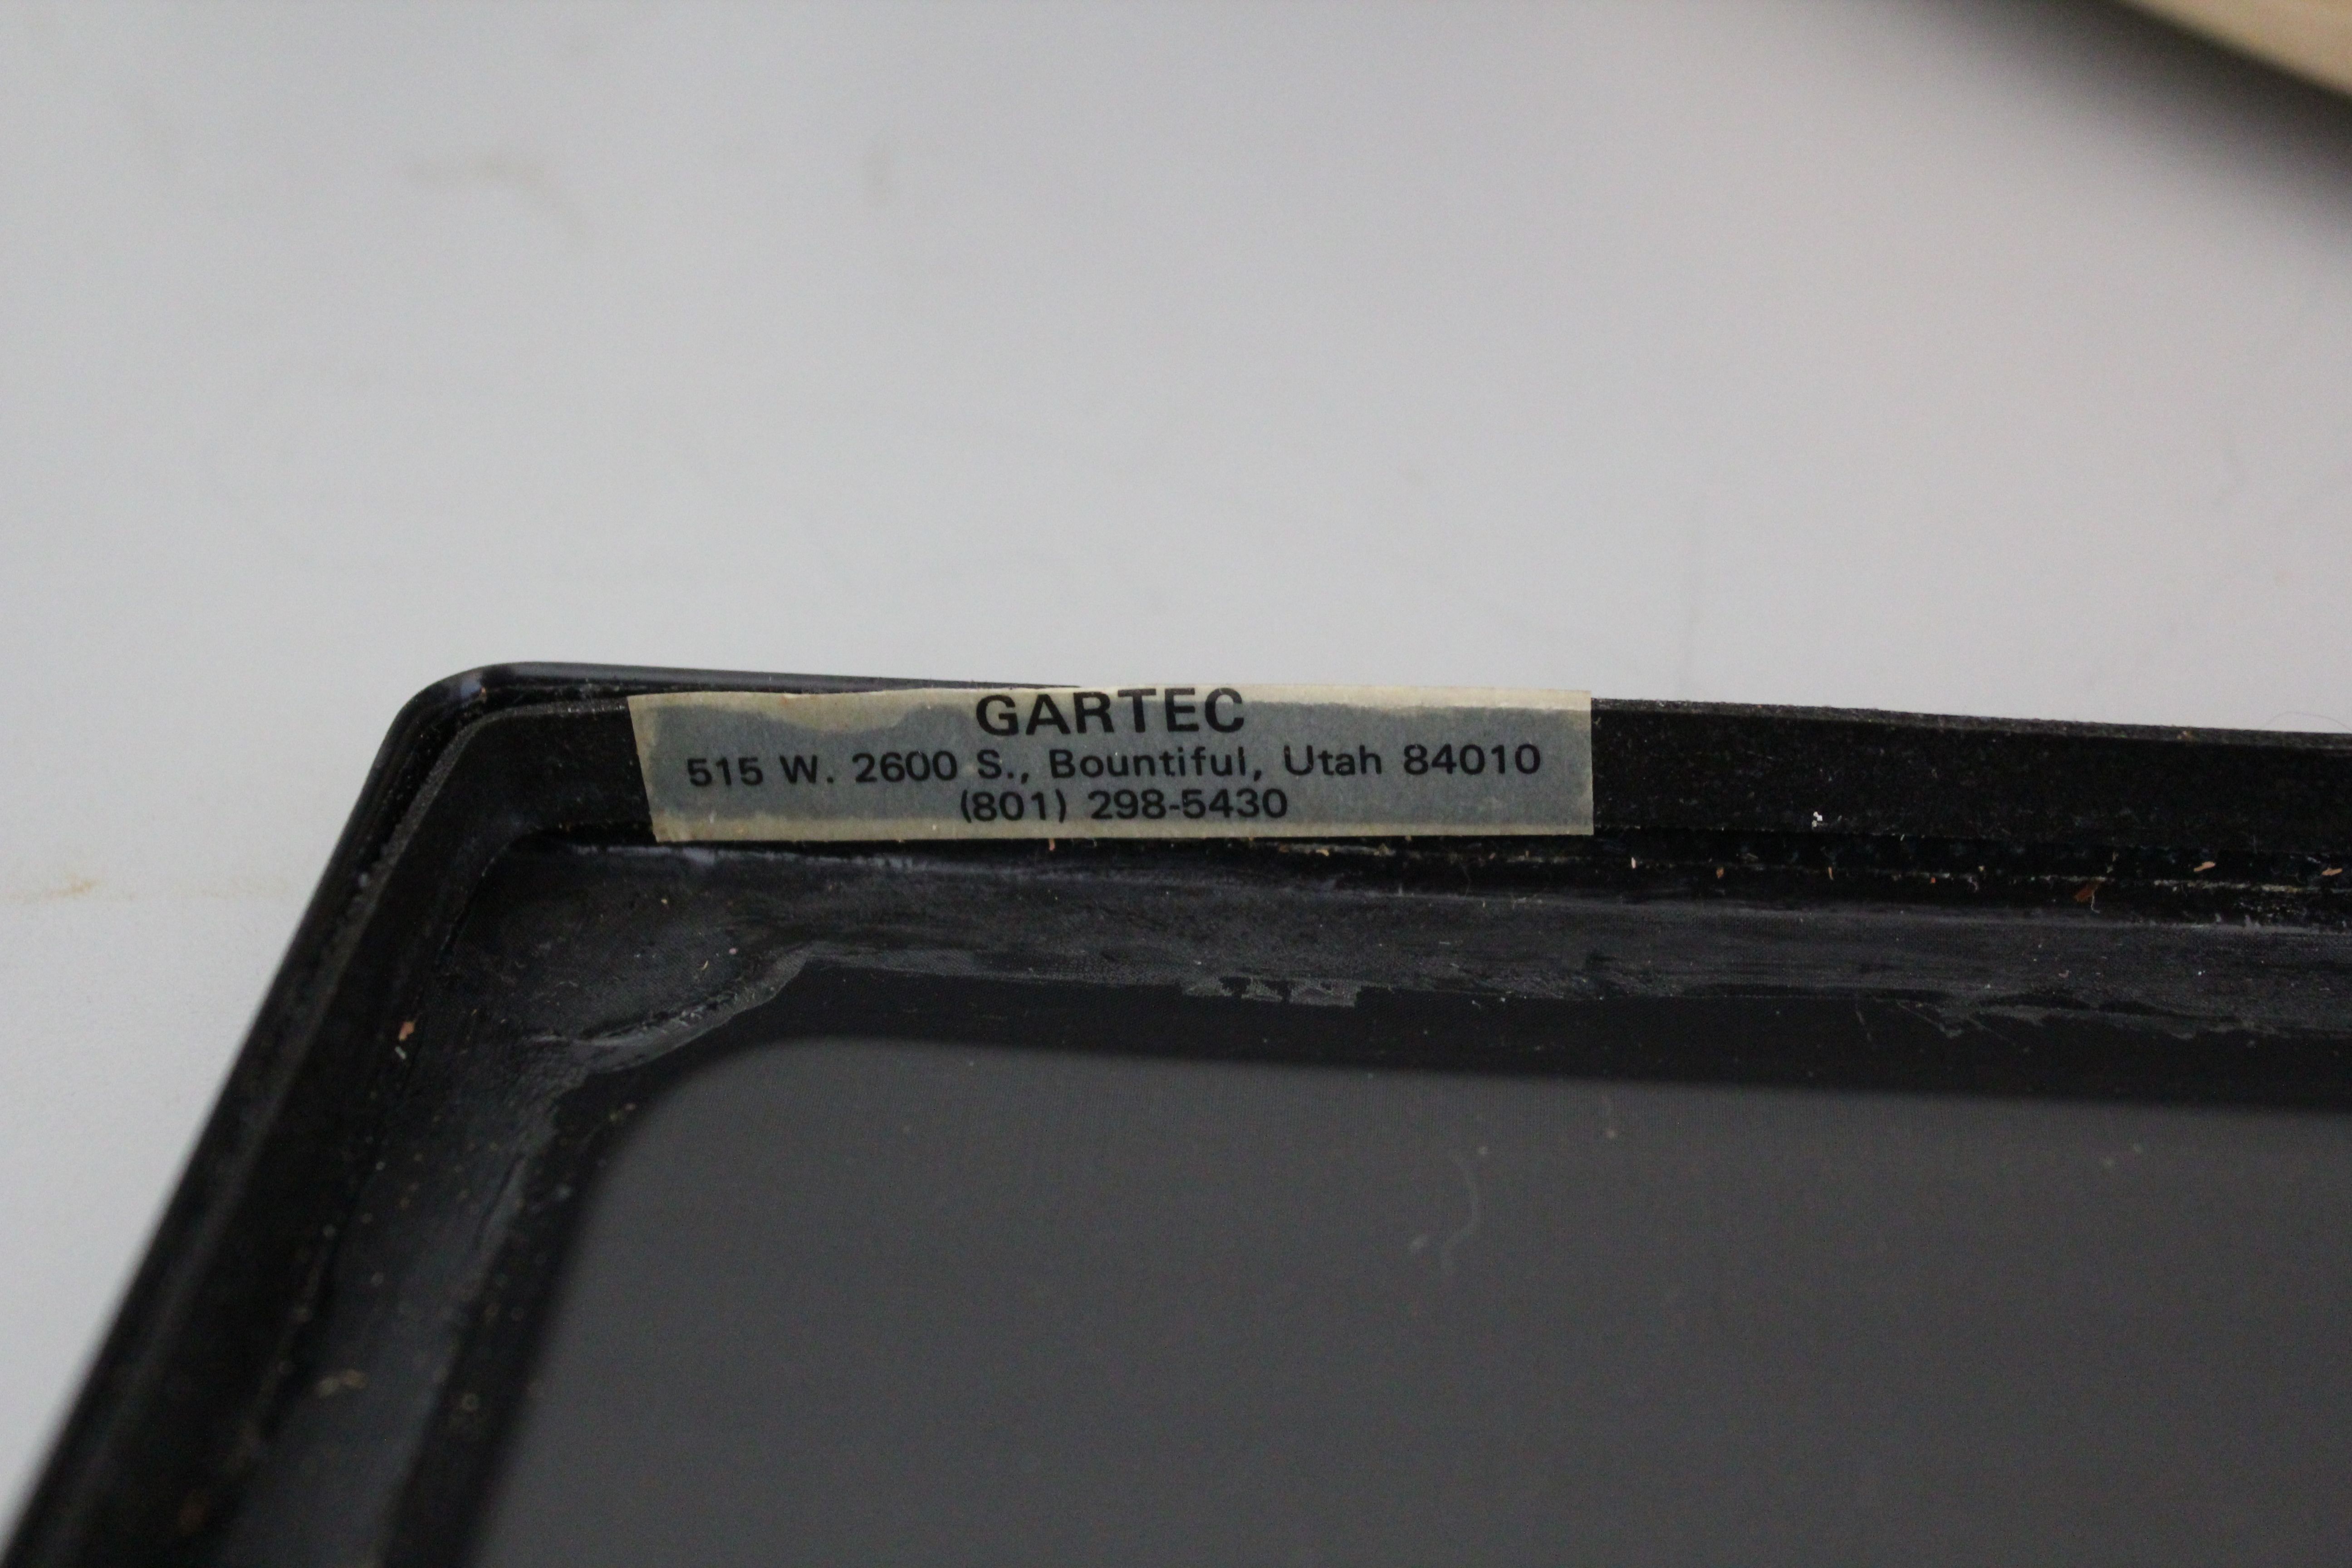 GARTEC
515 W. 2600 S., Bountiful, Utah 84010
(801) 298-5430